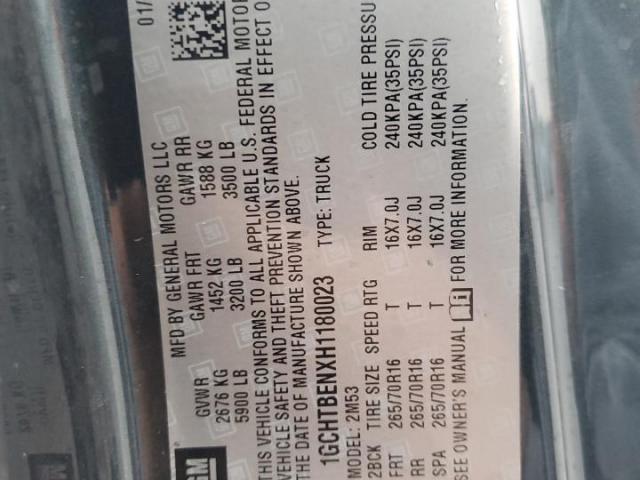 MFD BY GENERAL MOTORS LLC 01/
GVWR GAWR FRT GAWR RR
2676 KG 1452 KG 1588 KG
5900 LB 3200 LB 3500 LB
GM
THIS VEHICLE CONFORMS TO ALL APPLICABLE U.S. FEDERAL MOTOR
VEHICLE SAFETY AND THEFT PREVENTION STANDARDS IN EFFECT O
THE DATE OF MANUFACTURE SHOWN ABOVE.
1GCHTBENXH1180023 TYPE: TRUCK
MODEL: 2M53
2BCK TIRE SIZE SPEED RTG RIM COLD TIRE PRESSU
FRT 265/70R16 T 16X7.0J 240KPA(35PSI)
RR 265/70R16 T 16X7.0J 240KPA(35PSI)
SPA 265/70R16 T 16X7.0J 240KPA(35PSI)
SEE OWNER'S MANUAL FOR MORE INFORMATION.